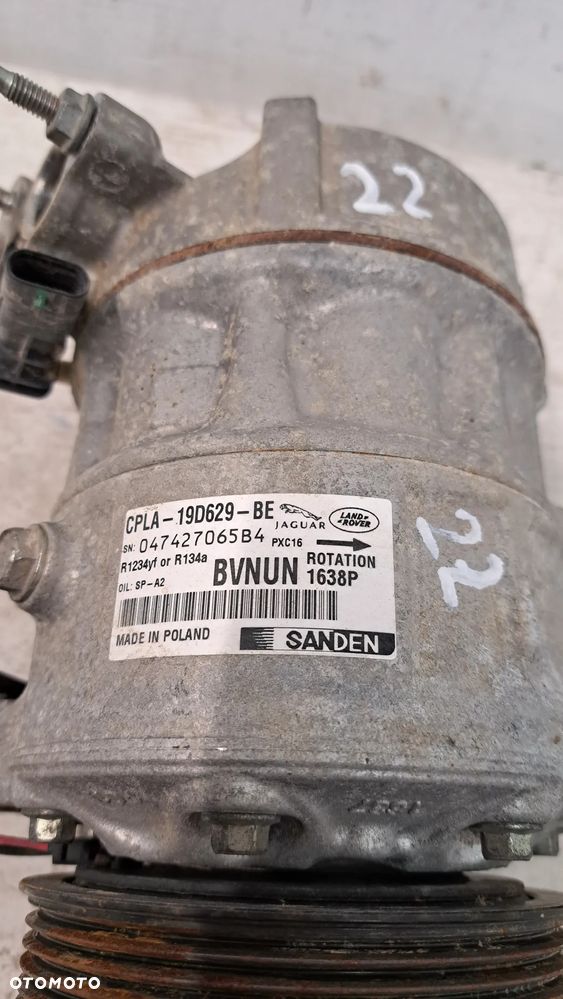 22
CPLA-19D629-BE JAGUAR LAND ROVER
SN: 047427065B4 PXC16
R1234yf or R134a BVNUN ROTATION
OIL: SP-A2 1638P
MADE IN POLAND SANDEN
22
OTOMOTO